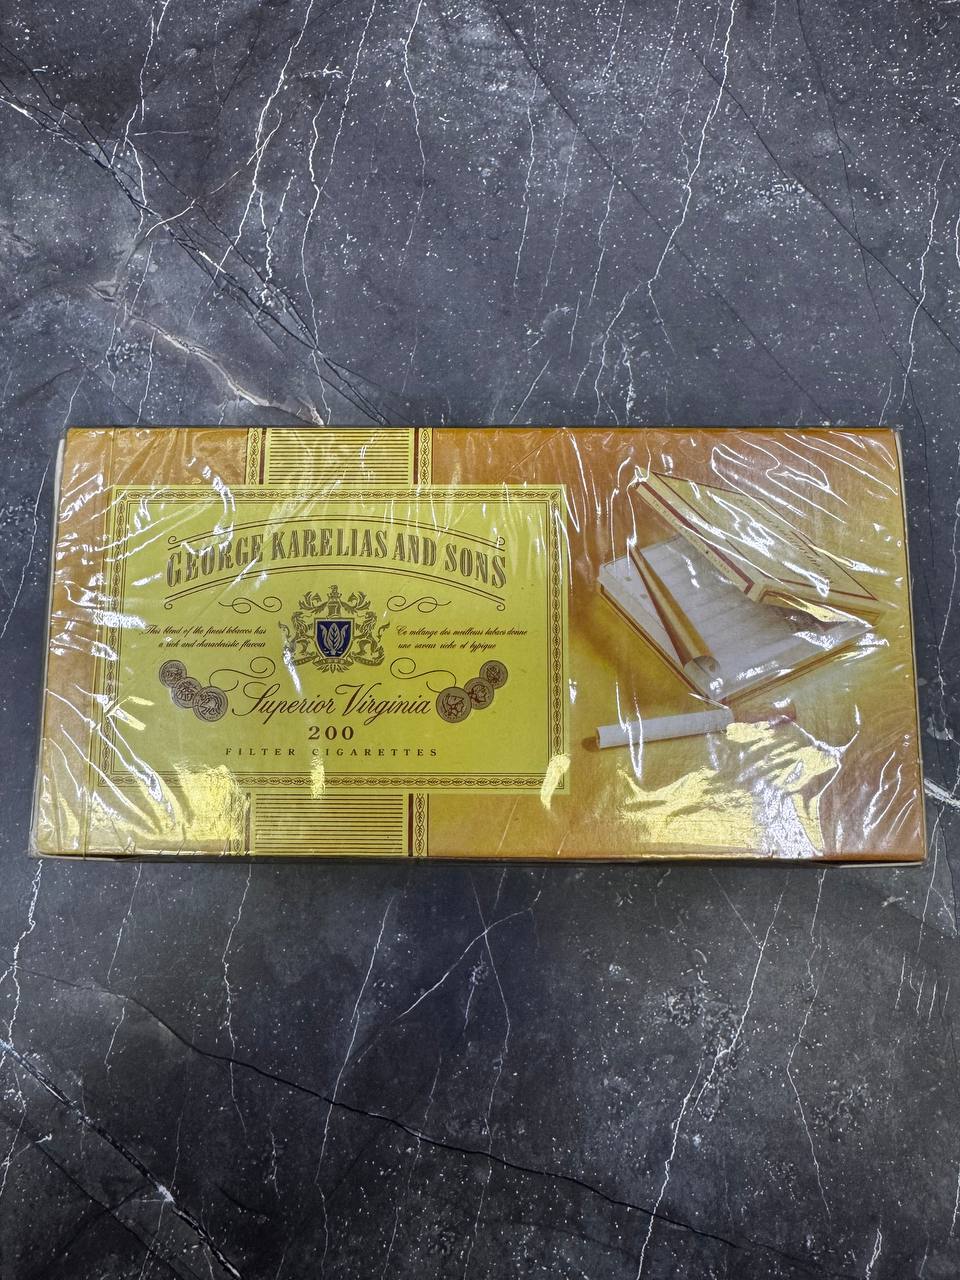 GEORGE KARELIAS AND SONS
This blend of the finest tobaccos has
a rich and characteristic flavour
Ce mélange des meilleurs tabacs donne
une saveur riche et typique
Superior Virginia
200
FILTER CIGARETTES